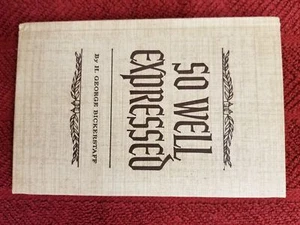 So Well
Expressed
By H. GEORGE BICKERSTAFF